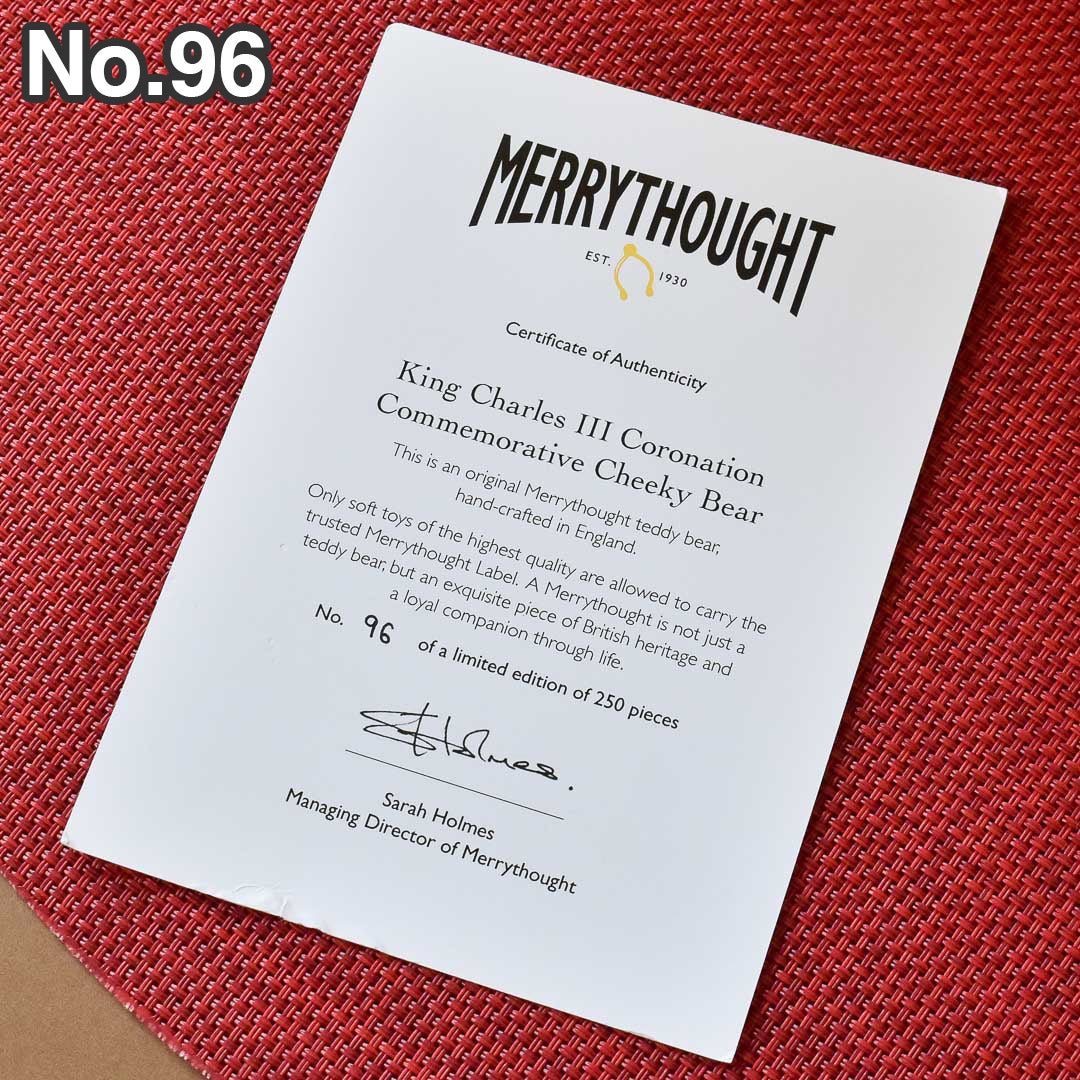 No.96
MERRYTHOUGHT
EST. 1930
Certificate of Authenticity
King Charles III Coronation
Commemorative Cheeky Bear
This is an original Merrythought teddy bear,
hand-crafted in England.
Only soft toys of the highest quality are allowed to carry the
trusted Merrythought Label. A Merrythought is not just a
teddy bear, but an exquisite piece of British heritage and
a loyal companion through life.
No. 96 of a limited edition of 250 pieces
S Holmes.
Sarah Holmes
Managing Director of Merrythought